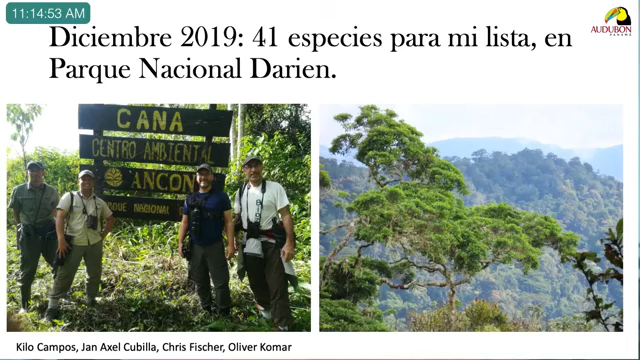 11:14:53 AM
AUDUBON
PANAMA
Diciembre 2019: 41 especies para mi lista, en
Parque Nacional Darien.
CANA
CENTRO AMBIENTAL
ANCON
PARQUE NACIONAL
Kilo Campos, Jan Axel Cubilla, Chris Fischer, Oliver Komar